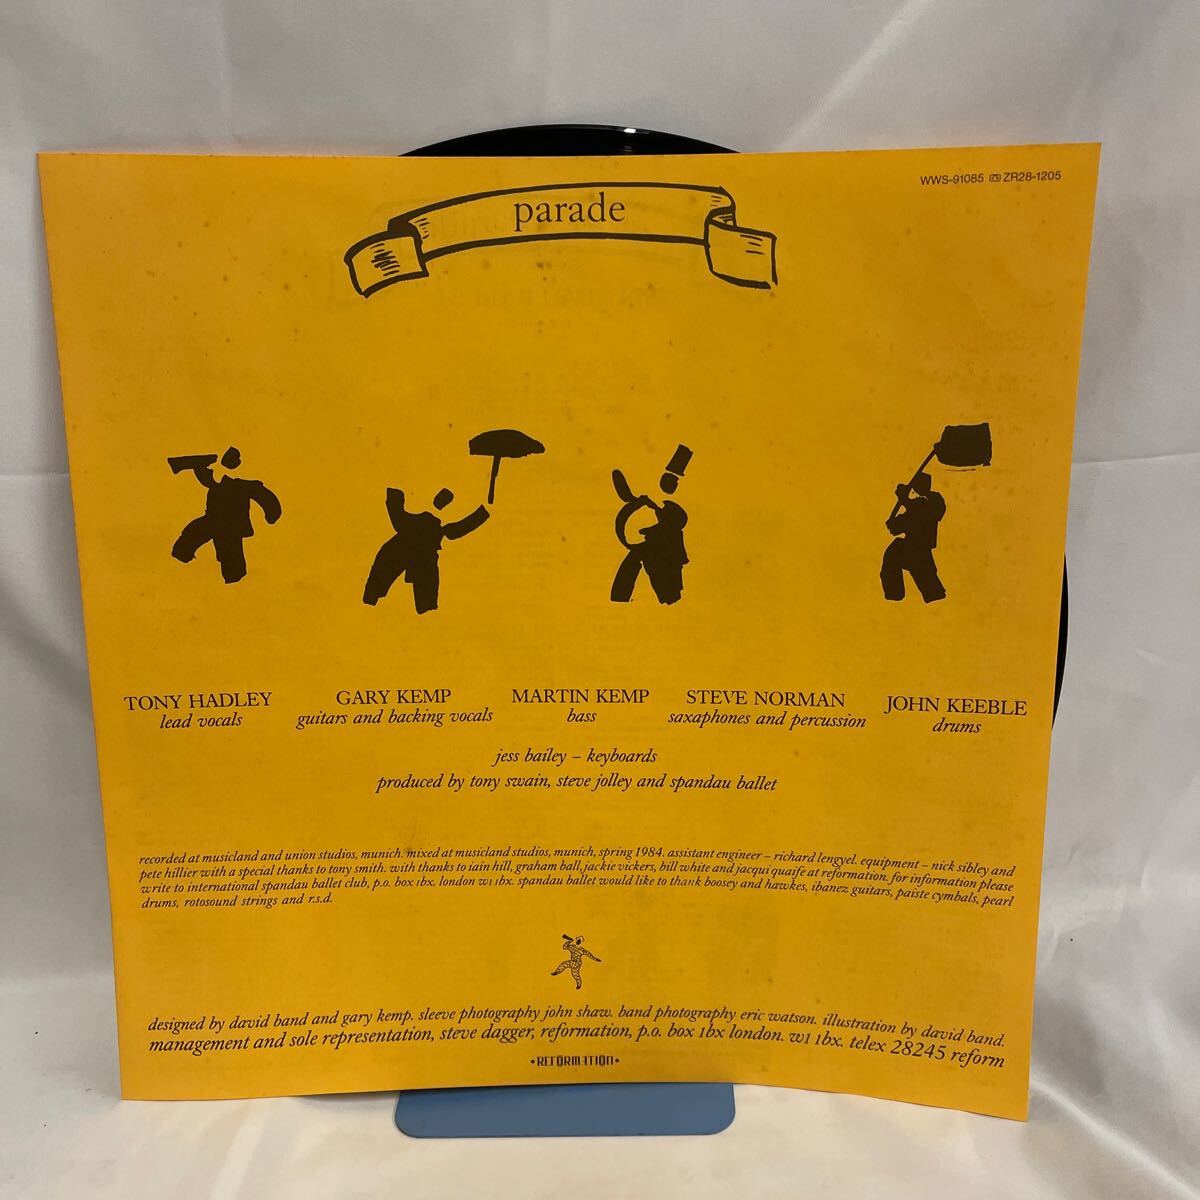 WWS-91085 ZR28-1205
parade
TONY HADLEY
lead vocals
GARY KEMP
guitars and backing vocals
MARTIN KEMP
bass
STEVE NORMAN
saxaphones and percussion
JOHN KEEBLE
drums
jess bailey – keyboards
produced by tony swain, steve jolley and spandau ballet
recorded at musicland and union studios, munich. mixed at musicland studios, munich, spring 1984. assistant engineer – richard lengyel. equipment – nick sibley and
pete hillier with a special thanks to tony smith. with thanks to iain hill, graham ball, jackie vickers, bill white and jacqui quaife at reformation. for information please
write to international spandau ballet club, p.o. box 1bx. london w1 1bx. spandau ballet would like to thank boosey and hawkes, ibanez guitars, paiste cymbals, pearl
drums, rotosound strings and r.s.d.
designed by david band and gary kemp. sleeve photography john shaw. band photography eric watson. illustration by david band.
management and sole representation, steve dagger, reformation, p.o. box 1bx london. w1 1bx. telex 28245 reform
•REFORMATION•